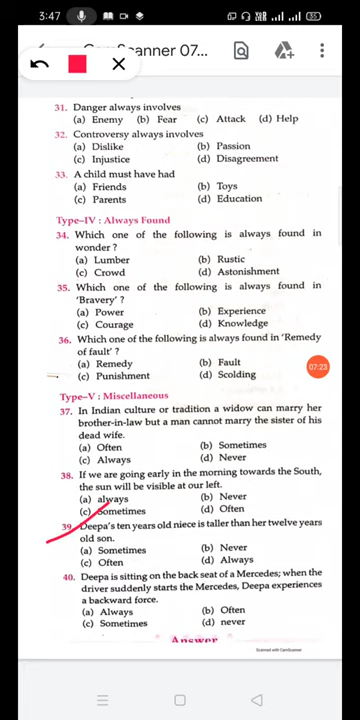 3:47
CamScanner 07...
31. Danger always involves
(a) Enemy (b) Fear (c) Attack (d) Help
32. Controversy always involves
(a) Dislike (b) Passion
(c) Injustice (d) Disagreement
33. A child must have had
(a) Friends (b) Toys
(c) Parents (d) Education
Type–IV : Always Found
34. Which one of the following is always found in
wonder ?
(a) Lumber (b) Rustic
(c) Crowd (d) Astonishment
35. Which one of the following is always found in
'Bravery' ?
(a) Power (b) Experience
(c) Courage (d) Knowledge
36. Which one of the following is always found in 'Remedy
of fault' ?
(a) Remedy (b) Fault
(c) Punishment (d) Scolding
07:23
Type–V : Miscellaneous
37. In Indian culture or tradition a widow can marry her
brother-in-law but a man cannot marry the sister of his
dead wife.
(a) Often (b) Sometimes
(c) Always (d) Never
38. If we are going early in the morning towards the South,
the sun will be visible at our left.
(a) always (b) Never
(c) Sometimes (d) Often
39. Deepa's ten years old niece is taller than her twelve years
old son.
(a) Sometimes (b) Never
(c) Often (d) Always
40. Deepa is sitting on the back seat of a Mercedes; when the
driver suddenly starts the Mercedes, Deepa experiences
a backward force.
(a) Always (b) Often
(c) Sometimes (d) never
Answer
Scanned with CamScanner